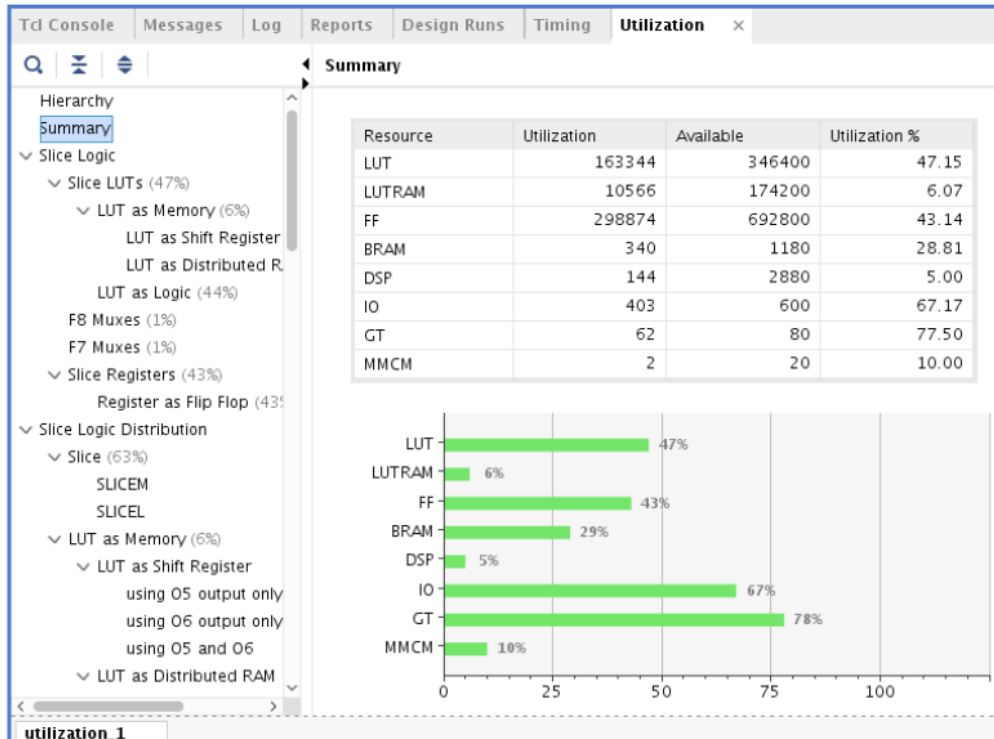 Tcl Console Messages Log Reports Design Runs Timing Utilization ×
Summary
Hierarchy
Summary
Slice Logic
Slice LUTs (47%)
LUT as Memory (6%)
LUT as Shift Register
LUT as Distributed R
LUT as Logic (44%)
F8 Muxes (1%)
F7 Muxes (1%)
Slice Registers (43%)
Register as Flip Flop (43
Slice Logic Distribution
Slice (63%)
SLICEM
SLICEL
LUT as Memory (6%)
LUT as Shift Register
using O5 output only
using O6 output only
using O5 and O6
LUT as Distributed RAM
Resource Utilization Available Utilization %
LUT 163344 346400 47.15
LUTRAM 10566 174200 6.07
FF 298874 692800 43.14
BRAM 340 1180 28.81
DSP 144 2880 5.00
IO 403 600 67.17
GT 62 80 77.50
MMCM 2 20 10.00
LUT 47%
LUTRAM 6%
FF 43%
BRAM 29%
DSP 5%
IO 67%
GT 78%
MMCM 10%
0 25 50 75 100
utilization_1